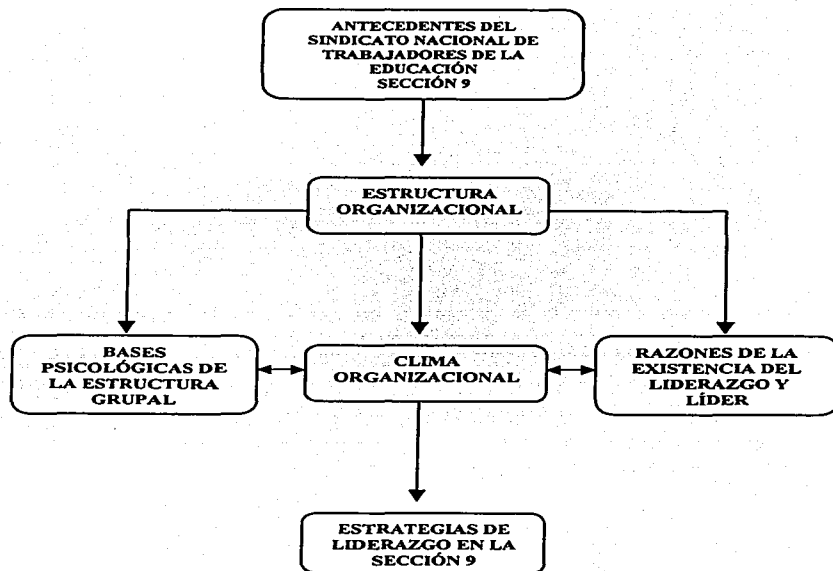 ANTECEDENTES DEL
SINDICATO NACIONAL DE
TRABAJADORES DE LA
EDUCACIÓN
SECCIÓN 9
ESTRUCTURA
ORGANIZACIONAL
BASES
PSICOLÓGICAS DE
LA ESTRUCTURA
GRUPAL
CLIMA
ORGANIZACIONAL
RAZONES DE LA
EXISTENCIA DEL
LIDERAZGO Y
LÍDER
ESTRATEGIAS DE
LIDERAZGO EN LA
SECCIÓN 9